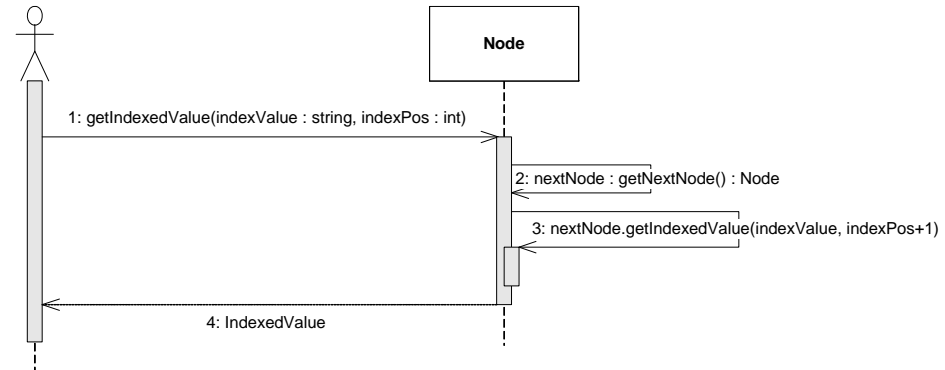 Node
1: getIndexedValue(indexValue : string, indexPos : int)
2: nextNode : getNextNode() : Node
3: nextNode.getIndexedValue(indexValue, indexPos+1)
4: IndexedValue